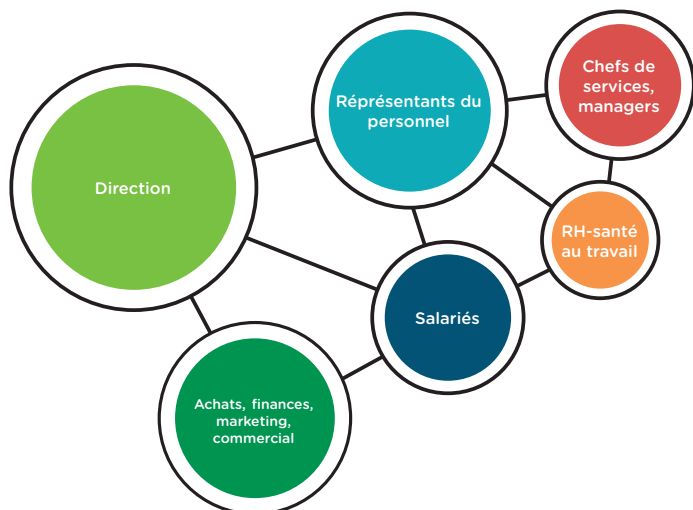 Chefs de
services,
managers
Réprésentants du
personnel
Direction
RH-santé
au travail
Salariés
Achats, finances,
marketing,
commercial